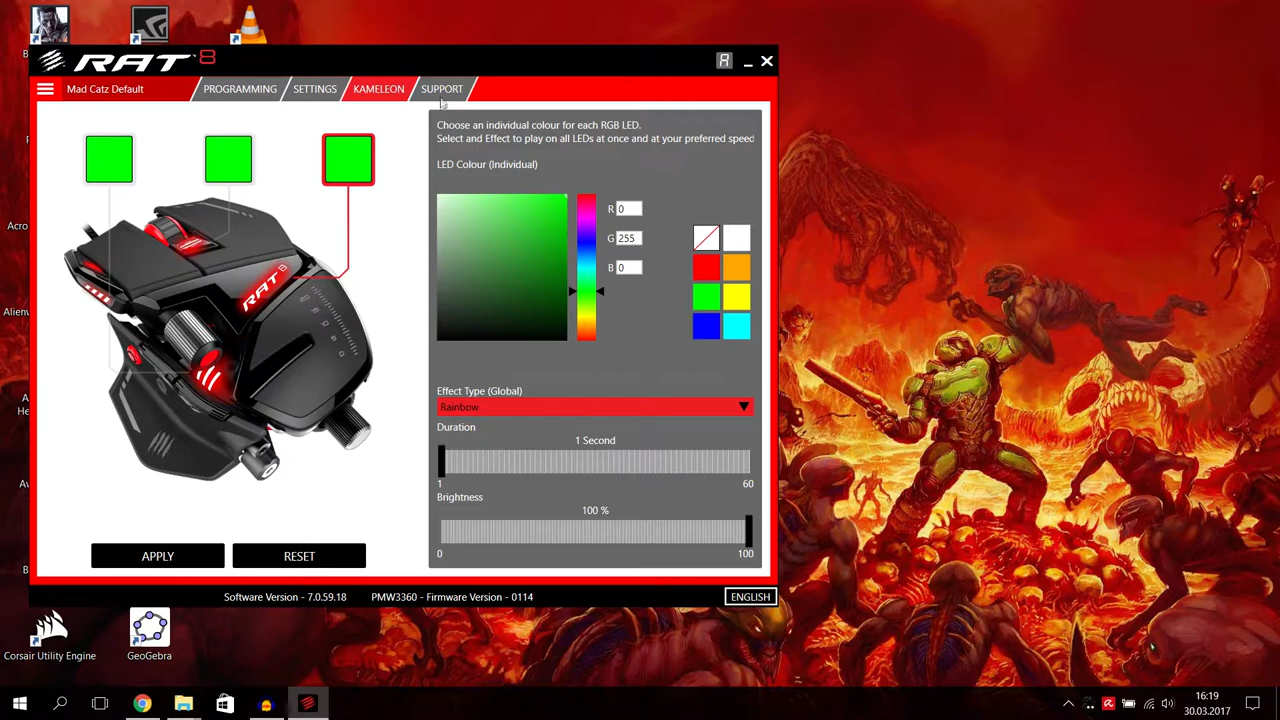 RAT 8
A
Mad Catz Default
PROGRAMMING
SETTINGS
KAMELEON
SUPPORT
Choose an individual colour for each RGB LED.
Select and Effect to play on all LEDs at once and at your preferred speed
LED Colour (Individual)
R 0
G 255
B 0
RAT 8
Effect Type (Global)
Rainbow
Duration
1 Second
1
60
Brightness
100 %
0
100
APPLY
RESET
Software Version - 7.0.59.18
PMW3360 - Firmware Version - 0114
ENGLISH
Corsair Utility Engine
GeoGebra
16:19
30.03.2017